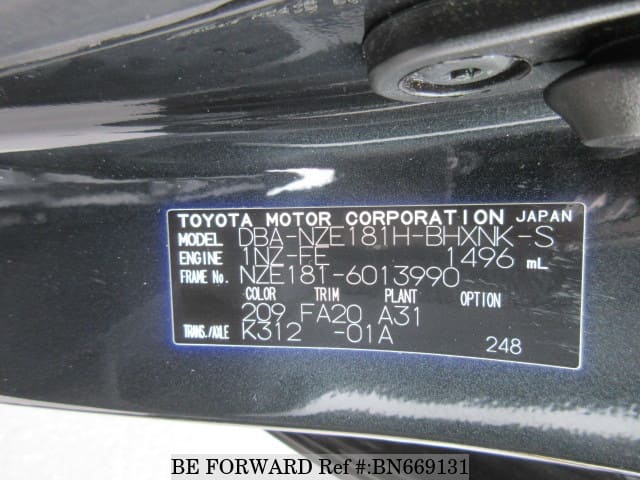 TOYOTA MOTOR CORPORATION JAPAN
MODEL DBA-NZE181H-BHXNK-S
ENGINE 1NZ-FE 1496 mL
FRAME No. NZE181-6013990
COLOR TRIM PLANT OPTION
209 FA20 A31
TRANS./AXLE K312 -01A
248
BE FORWARD Ref #:BN669131